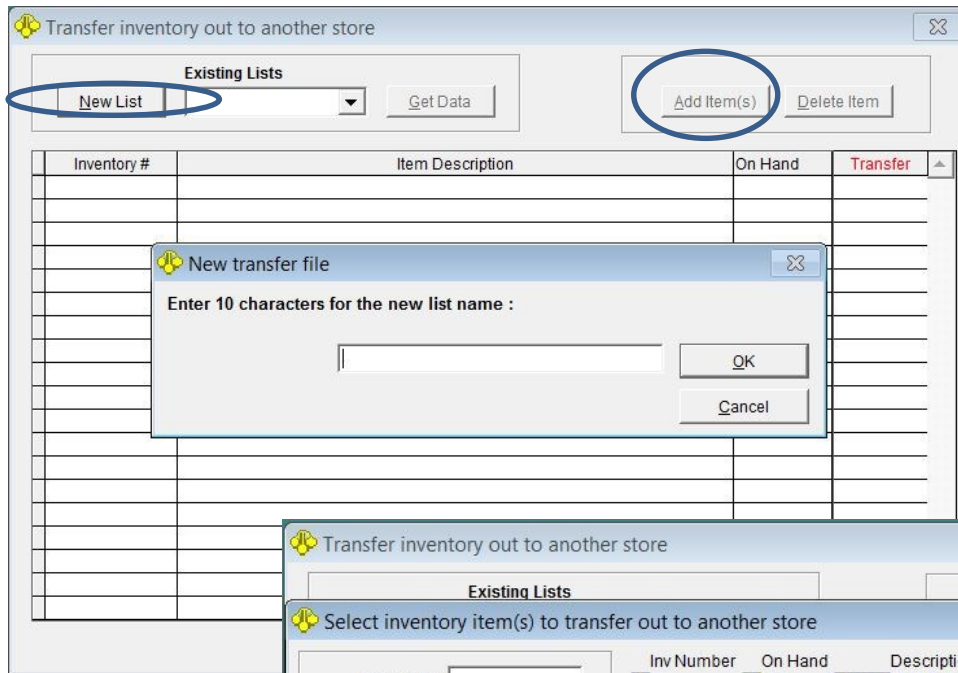 Transfer inventory out to another store
Existing Lists
New List
Get Data
Add Item(s)
Delete Item
Inventory # Item Description On Hand Transfer
New transfer file
Enter 10 characters for the new list name :
OK
Cancel
Transfer inventory out to another store
Existing Lists
Select inventory item(s) to transfer out to another store
Inv Number On Hand Descripti